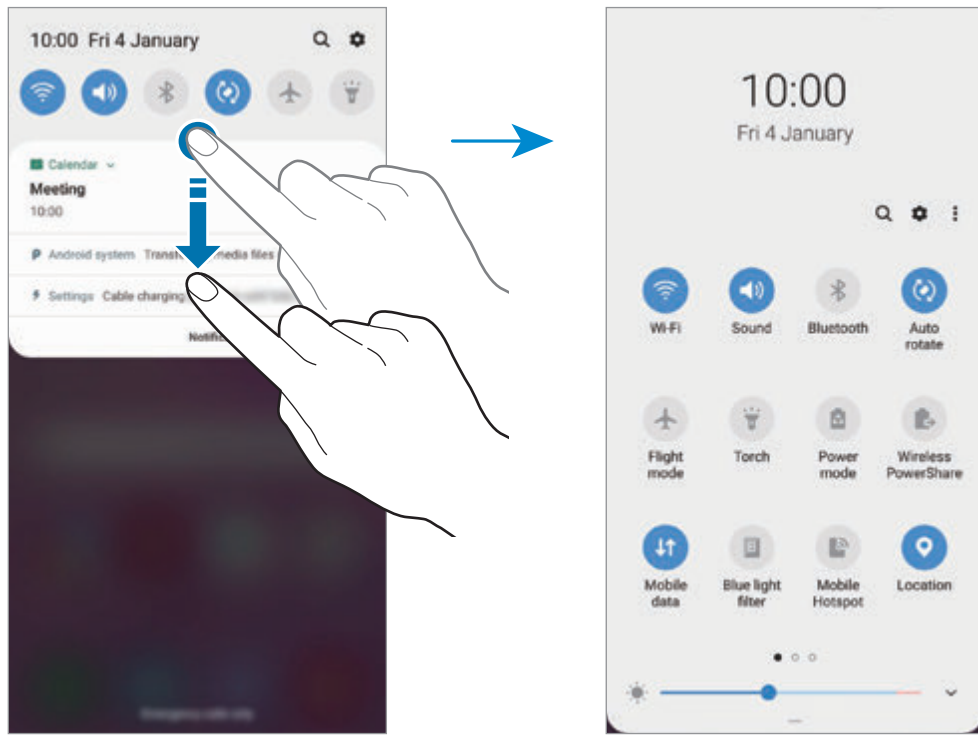 10:00 Fri 4 January
Calendar
Meeting
10:00
Android system Transf media files
Settings Cable charging
Notific
10:00
Fri 4 January
Wi-Fi Sound Bluetooth Auto rotate
Flight mode Torch Power mode Wireless PowerShare
Mobile data Blue light filter Mobile Hotspot Location